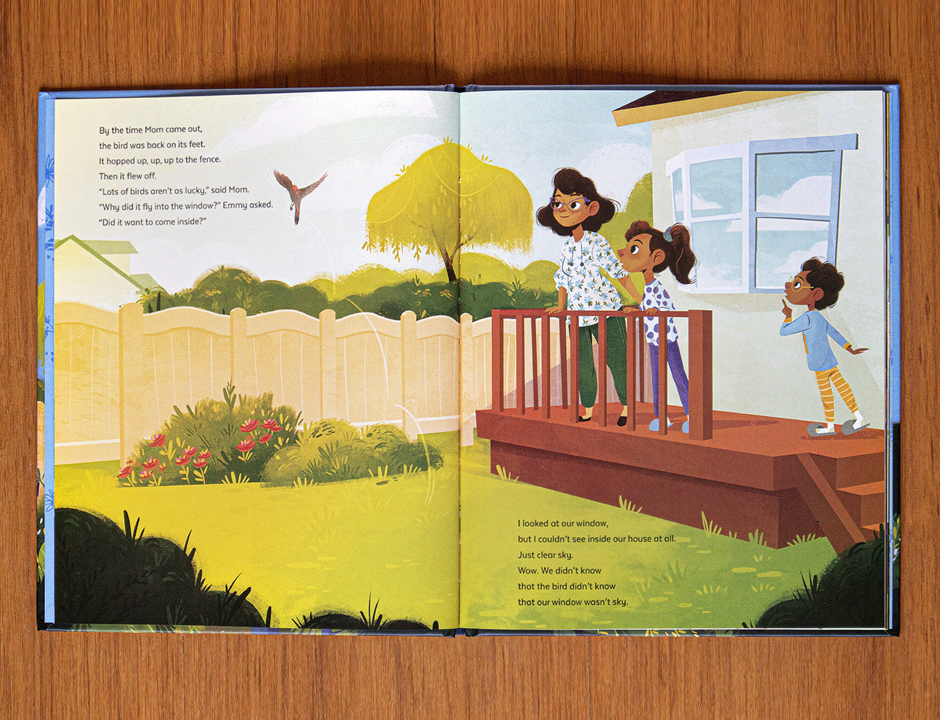 By the time Mom came out,
the bird was back on its feet.
It hopped up, up, up to the fence.
Then it flew off.
“Lots of birds aren’t as lucky,” said Mom.
“Why did it fly into the window?” Emmy asked.
“Did it want to come inside?”
I looked at our window,
but I couldn’t see inside our house at all.
Just clear sky.
Wow. We didn’t know
that the bird didn’t know
that our window wasn’t sky.